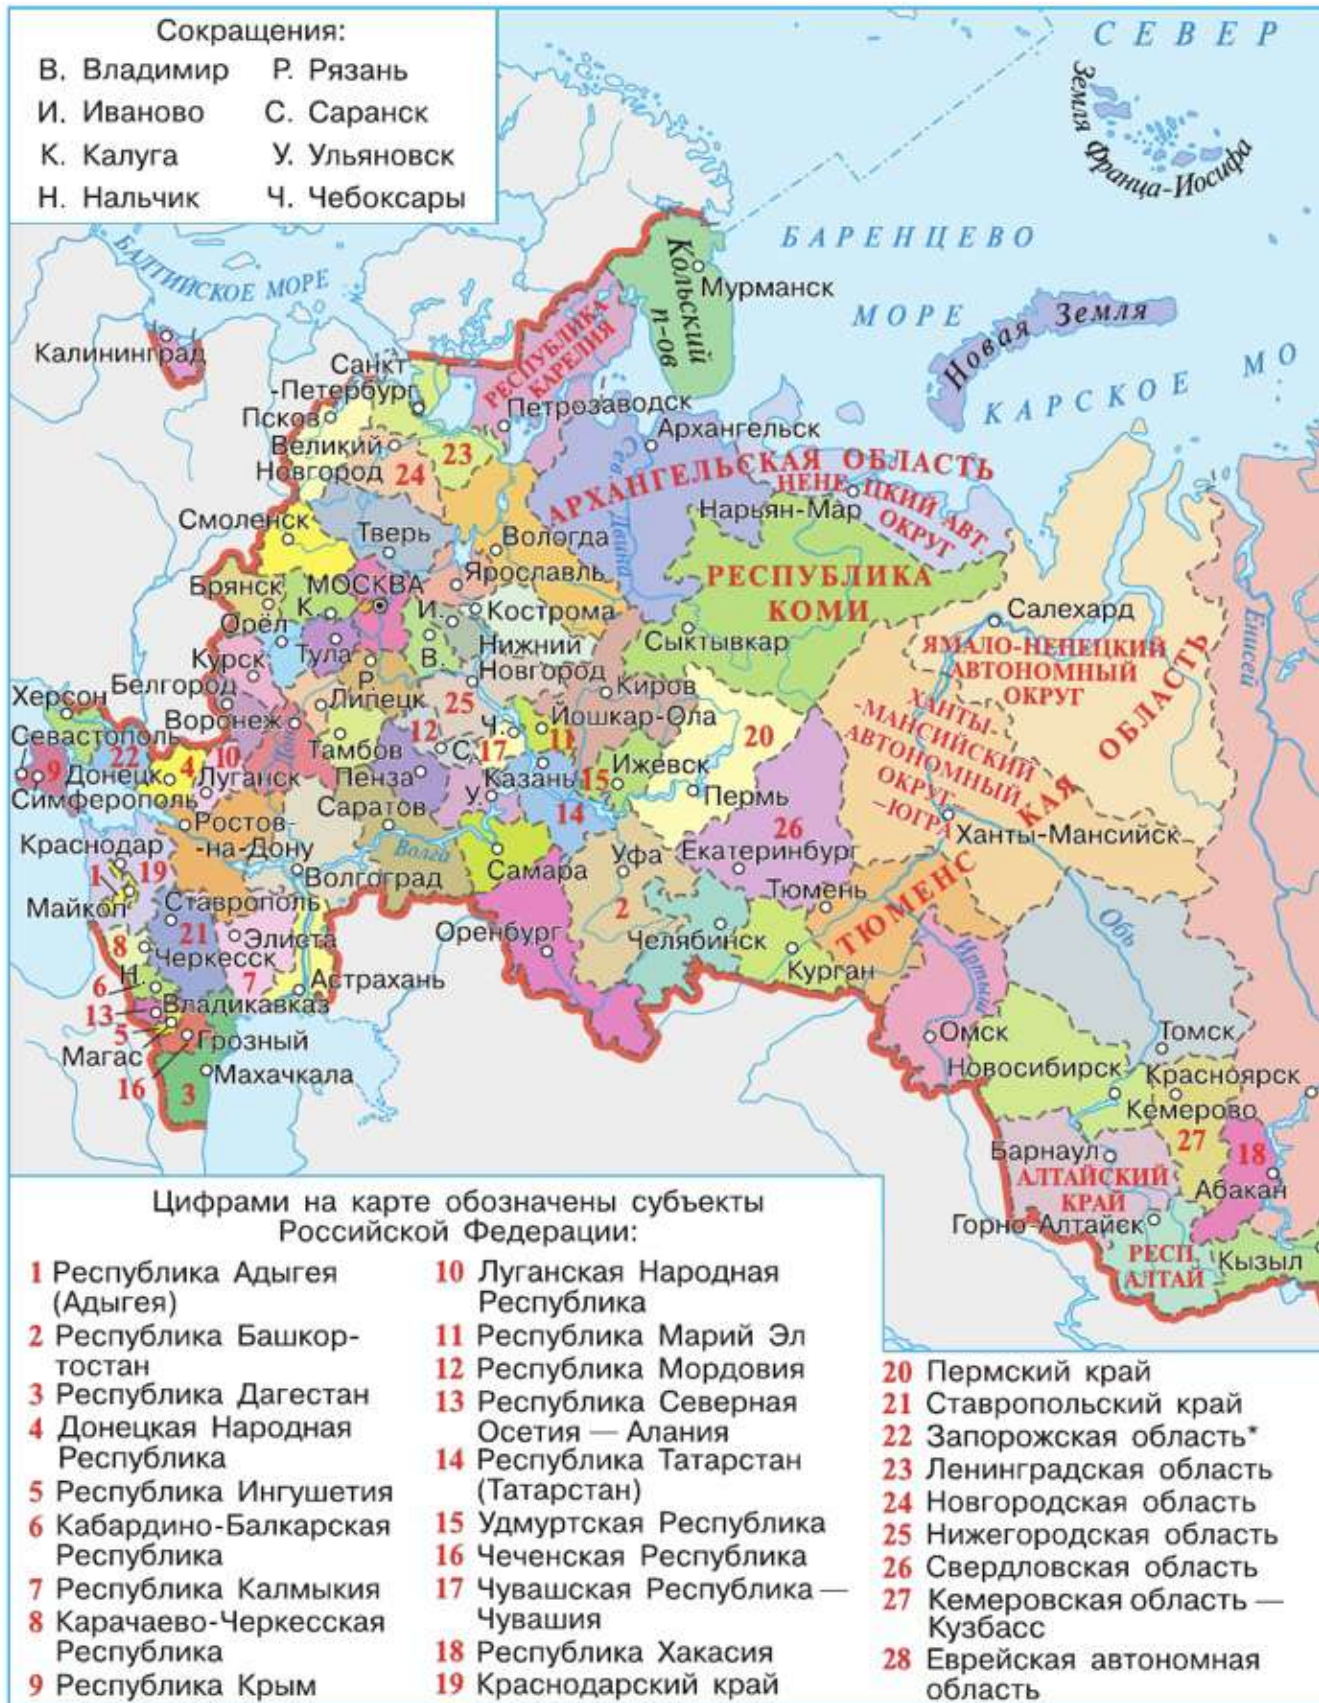 Сокращения:
В. Владимир
И. Иваново
К. Калуга
Н. Нальчик
Р. Рязань
С. Саранск
У. Ульяновск
Ч. Чебоксары
СЕВЕР
Земля Франца-Иосифа
БАРЕНЦЕВО
МОРЕ
Новая Земля
КАРСКОЕ МО
БАЛТИЙСКОЕ МОРЕ
Кольский
п-ов
Мурманск
Калининград
РЕСПУБЛИКА
КАРЕЛИЯ
Санкт
-Петербург
Псков
Петрозаводск
Великий
Новгород
23
24
Архангельск
АРХАНГЕЛЬСКАЯ ОБЛАСТЬ
Сев. Двина
НЕНЕЦКИЙ АВТ.
ОКРУГ
Нарьян-Мар
Смоленск
Тверь
Вологда
Брянск
МОСКВА
Ярославль
К.
И.
Кострома
РЕСПУБЛИКА
КОМИ
Салехард
Енисей
Орёл
Тула
В.
Нижний
Новгород
Сыктывкар
ЯМАЛО-НЕНЕЦКИЙ
АВТОНОМНЫЙ
ОКРУГ
Курск
Р.
Белгород
Липецк
25
Киров
ХАНТЫ-
-МАНСИЙСКИЙ
АВТОНОМНЫЙ
ОКРУГ-
-ЮГРА
Херсон
Воронеж
Дон
Ч.
Йошкар-Ола
Севастополь
22
10
Тамбов
12
С.
17
11
20
9
Донецк
4
Луганск
Пенза
Казань
15
Ижевск
Симферополь
Саратов
У.
14
Пермь
26
Ханты-Мансийск
Ростов-
-на-Дону
Краснодар
Волга
Самара
Уфа
Екатеринбург
1
19
Волгоград
2
Тюмень
ТЮМЕНСКАЯ ОБЛАСТЬ
Майкоп
Ставрополь
Обь
21
Элиста
Оренбург
Челябинск
Иртыш
8
Черкесск
Курган
Н.
7
Астрахань
6
Владикавказ
13
5
Грозный
Омск
Томск
Магас
Новосибирск
Красноярск
16
3
Махачкала
Кемерово
27
18
Барнаул
АЛТАЙСКИЙ
КРАЙ
Абакан
Горно-Алтайск
РЕСП.
АЛТАЙ
Кызыл
Цифрами на карте обозначены субъекты
Российской Федерации:
1 Республика Адыгея
(Адыгея)
2 Республика Башкор-
тостан
3 Республика Дагестан
4 Донецкая Народная
Республика
5 Республика Ингушетия
6 Кабардино-Балкарская
Республика
7 Республика Калмыкия
8 Карачаево-Черкесская
Республика
9 Республика Крым
10 Луганская Народная
Республика
11 Республика Марий Эл
12 Республика Мордовия
13 Республика Северная
Осетия — Алания
14 Республика Татарстан
(Татарстан)
15 Удмуртская Республика
16 Чеченская Республика
17 Чувашская Республика —
Чувашия
18 Республика Хакасия
19 Краснодарский край
20 Пермский край
21 Ставропольский край
22 Запорожская область*
23 Ленинградская область
24 Новгородская область
25 Нижегородская область
26 Свердловская область
27 Кемеровская область —
Кузбасс
28 Еврейская автономная
область